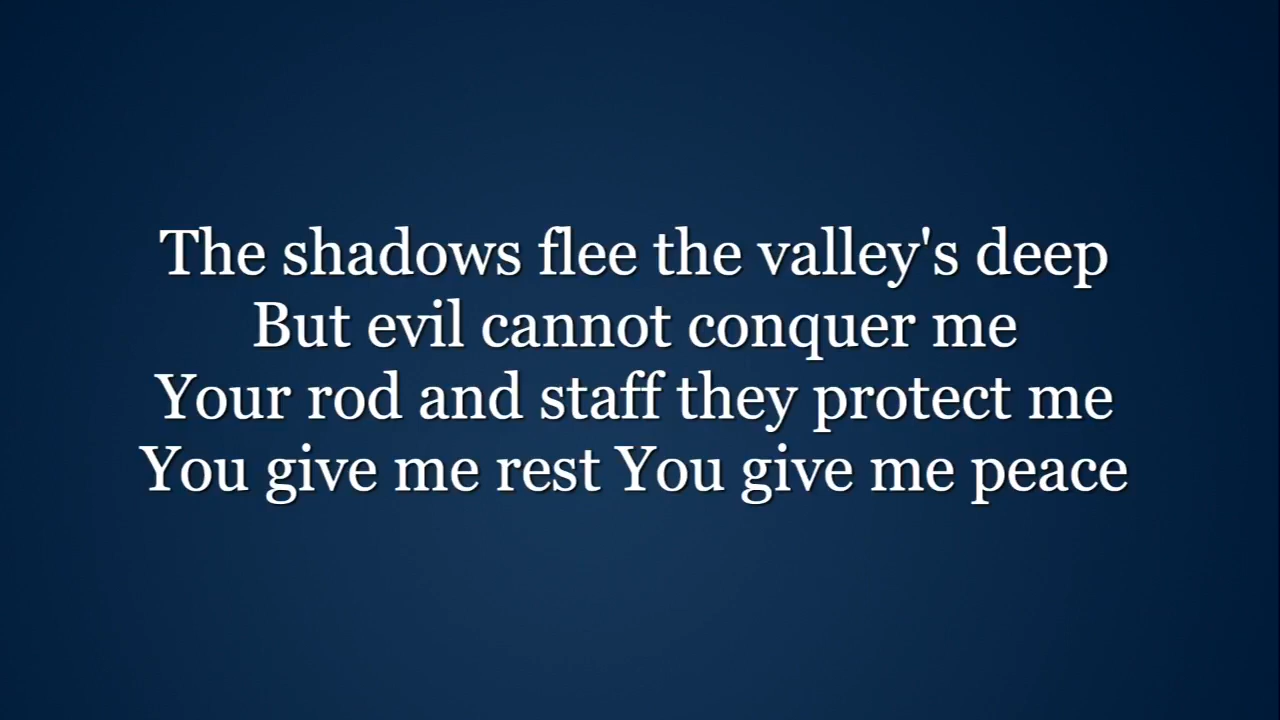 The shadows flee the valley's deep
But evil cannot conquer me
Your rod and staff they protect me
You give me rest You give me peace